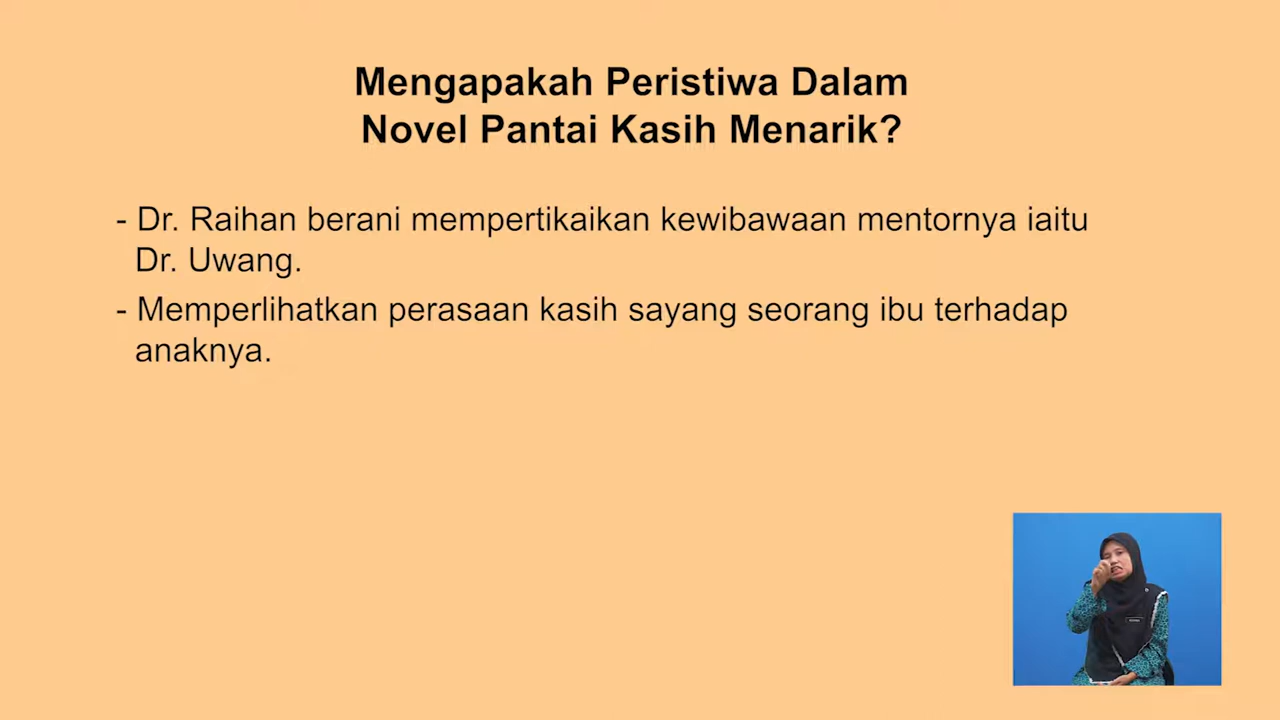 Mengapakah Peristiwa Dalam
Novel Pantai Kasih Menarik?
- Dr. Raihan berani mempertikaikan kewibawaan mentornya iaitu
Dr. Uwang.
- Memperlihatkan perasaan kasih sayang seorang ibu terhadap
anaknya.